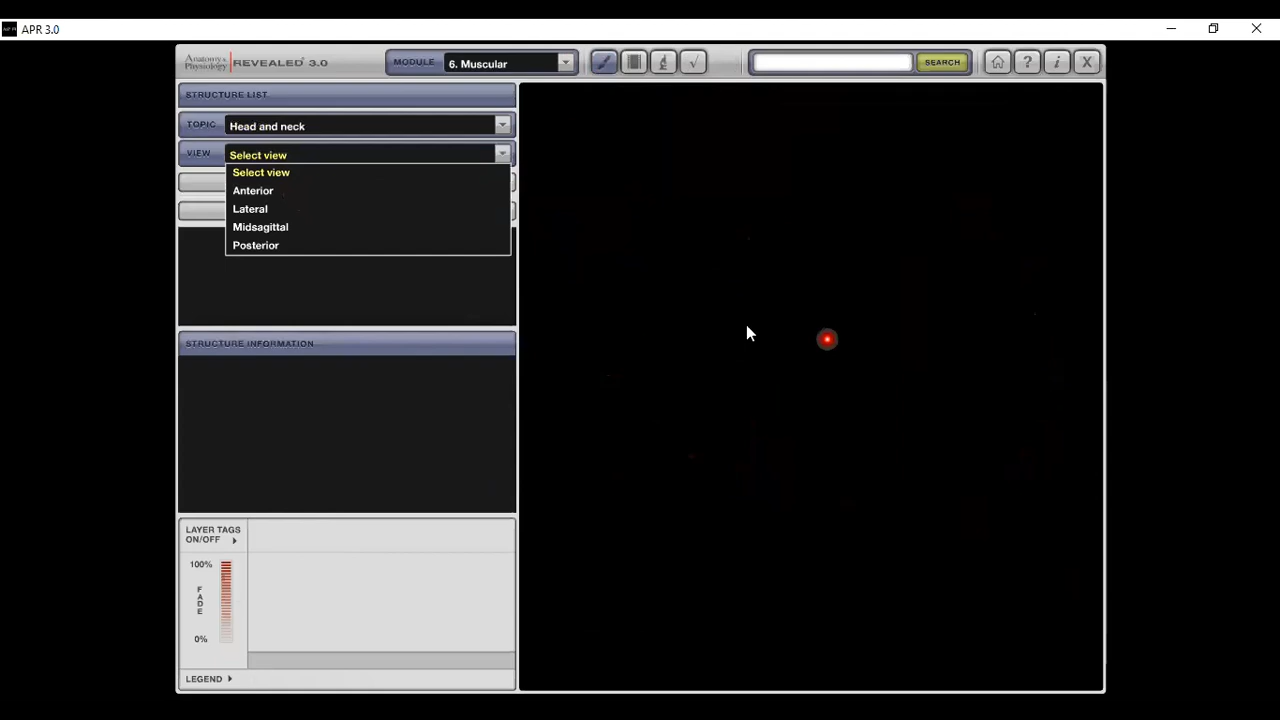 APR 3.0
Anatomy & Physiology REVEALED 3.0
MODULE 6. Muscular
SEARCH
? i X
STRUCTURE LIST
TOPIC Head and neck
VIEW Select view
Select view
Anterior
Lateral
Midsagittal
Posterior
STRUCTURE INFORMATION
LAYER TAGS
ON/OFF
100%
FADE
0%
LEGEND